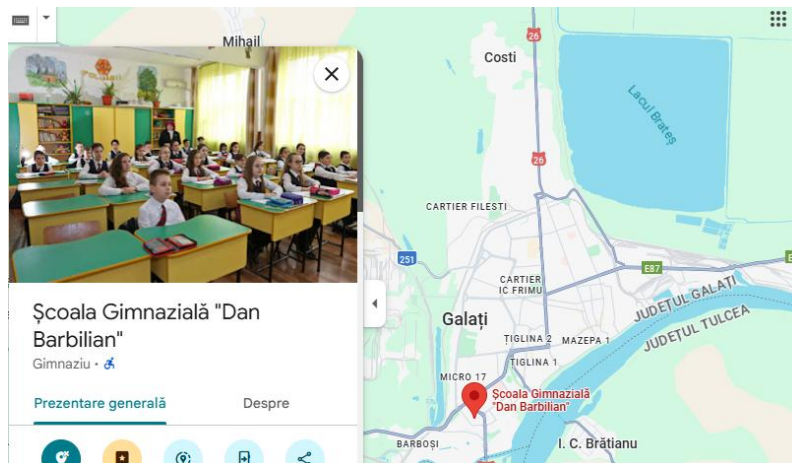 Mihail
Școala Gimnazială "Dan
Barbilian"
Gimnaziu
Prezentare generală
Despre
26
Costi
Lacul Brateș
26
CARTIER FILESTI
251
CARTIER
IC FRIMU
E87
JUDEȚUL GALAȚI
JUDEȚUL TULCEA
Galați
ȚIGLINA 2
MAZEPA 1
ȚIGLINA 1
MICRO 17
Școala Gimnazială
"Dan Barbilian"
BARBOȘI
I. C. Brătianu